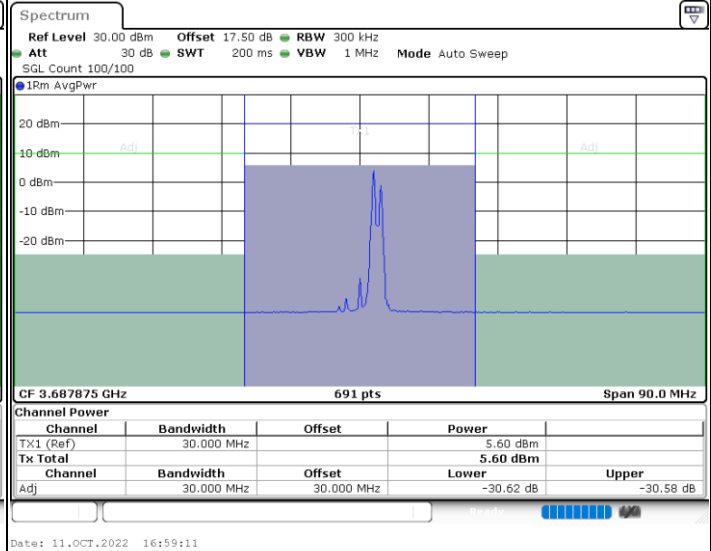 Spectrum
Ref Level 30.00 dBm Offset 17.50 dB RBW 300 kHz
Att 30 dB SWT 200 ms VBW 1 MHz Mode Auto Sweep
SGL Count 100/100
1Rm AvgPwr
20 dBm
TX1
Adj Adj
10 dBm
0 dBm
-10 dBm
-20 dBm
CF 3.687875 GHz 691 pts Span 90.0 MHz
Channel Power
Channel Bandwidth Offset Power
TX1 (Ref) 30.000 MHz 5.60 dBm
Tx Total 5.60 dBm
Channel Bandwidth Offset Lower Upper
Adj 30.000 MHz 30.000 MHz -30.62 dB -30.58 dB
Ready
Date: 11.OCT.2022 16:59:11